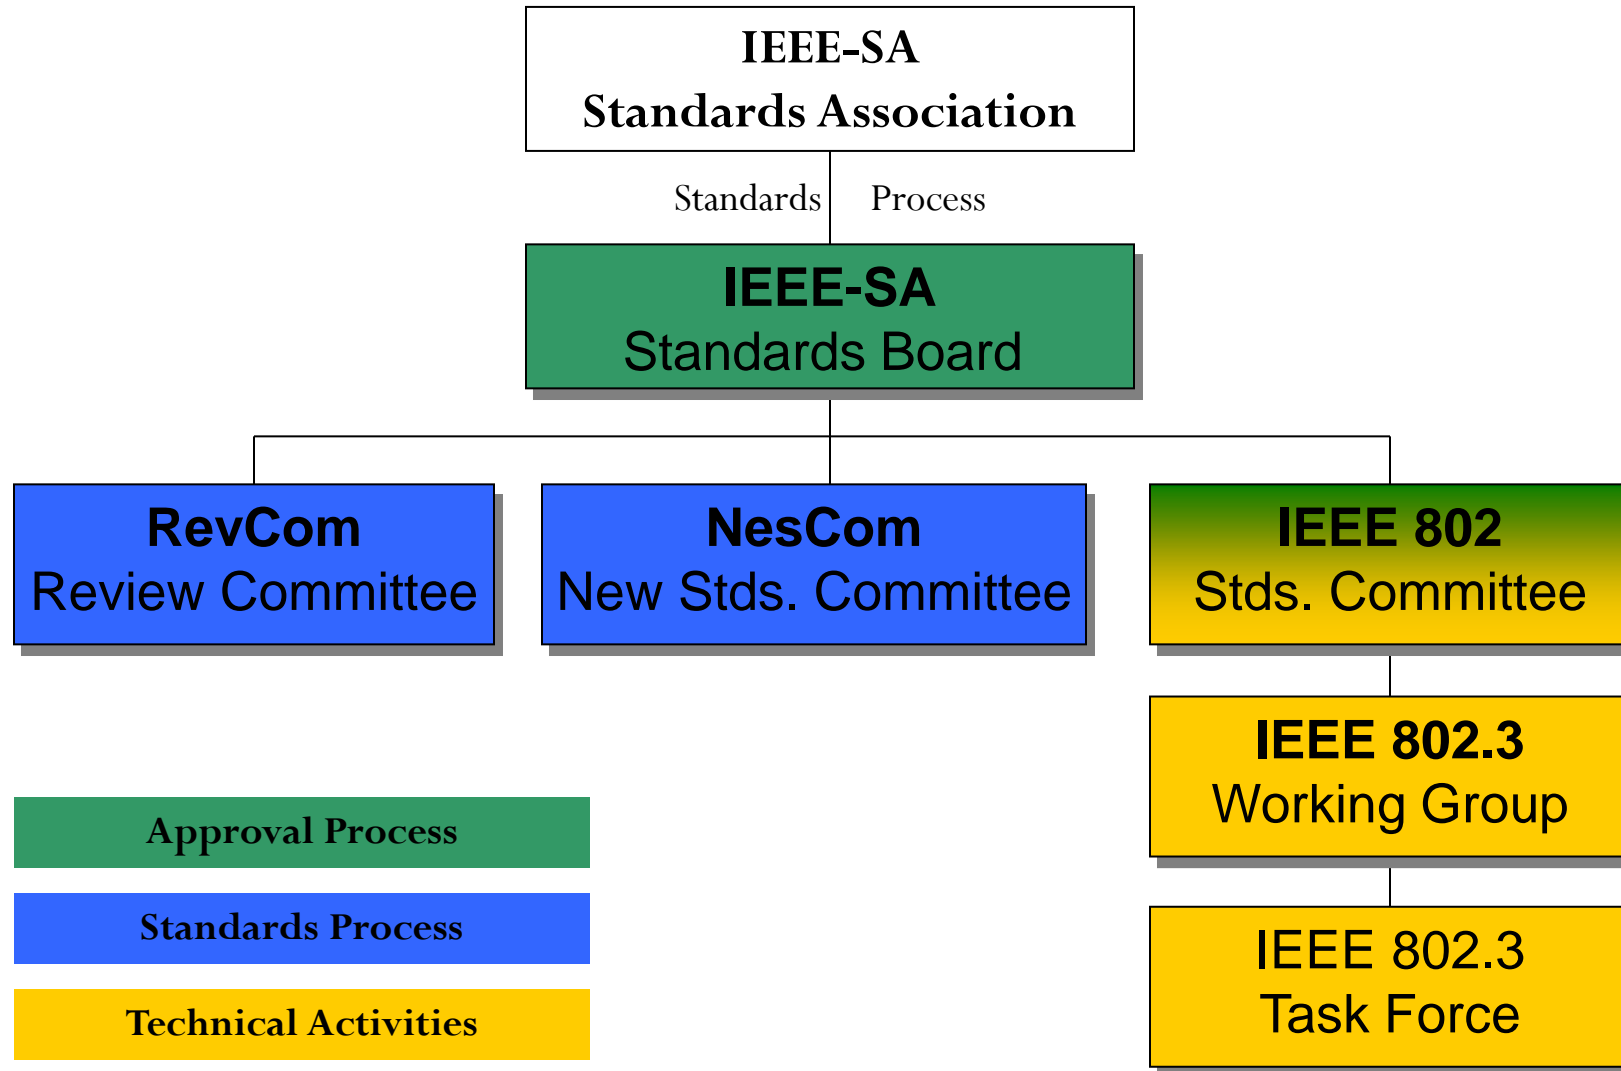 IEEE-SA
Standards Association
Standards Process
IEEE-SA
Standards Board
RevCom
Review Committee
NesCom
New Stds. Committee
IEEE 802
Stds. Committee
IEEE 802.3
Working Group
IEEE 802.3
Task Force
Approval Process
Standards Process
Technical Activities